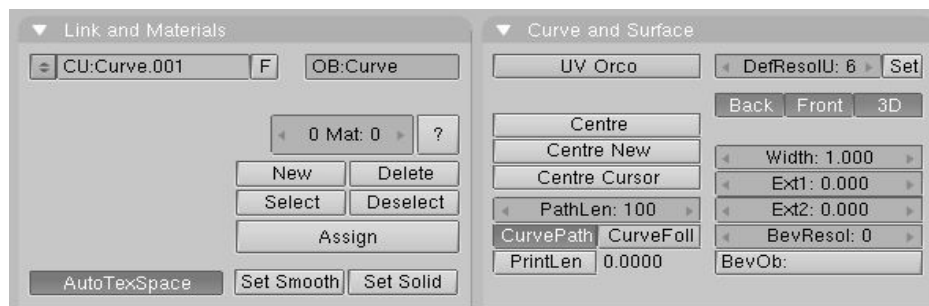 Link and Materials
CU:Curve.001 F OB:Curve
0 Mat: 0 ?
New Delete
Select Deselect
Assign
AutoTexSpace Set Smooth Set Solid
Curve and Surface
UV Orco DefResolU: 6 Set
Back Front 3D
Centre
Centre New Width: 1.000
Centre Cursor Ext1: 0.000
PathLen: 100 Ext2: 0.000
CurvePath CurveFoll BevResol: 0
PrintLen 0.0000 BevOb: